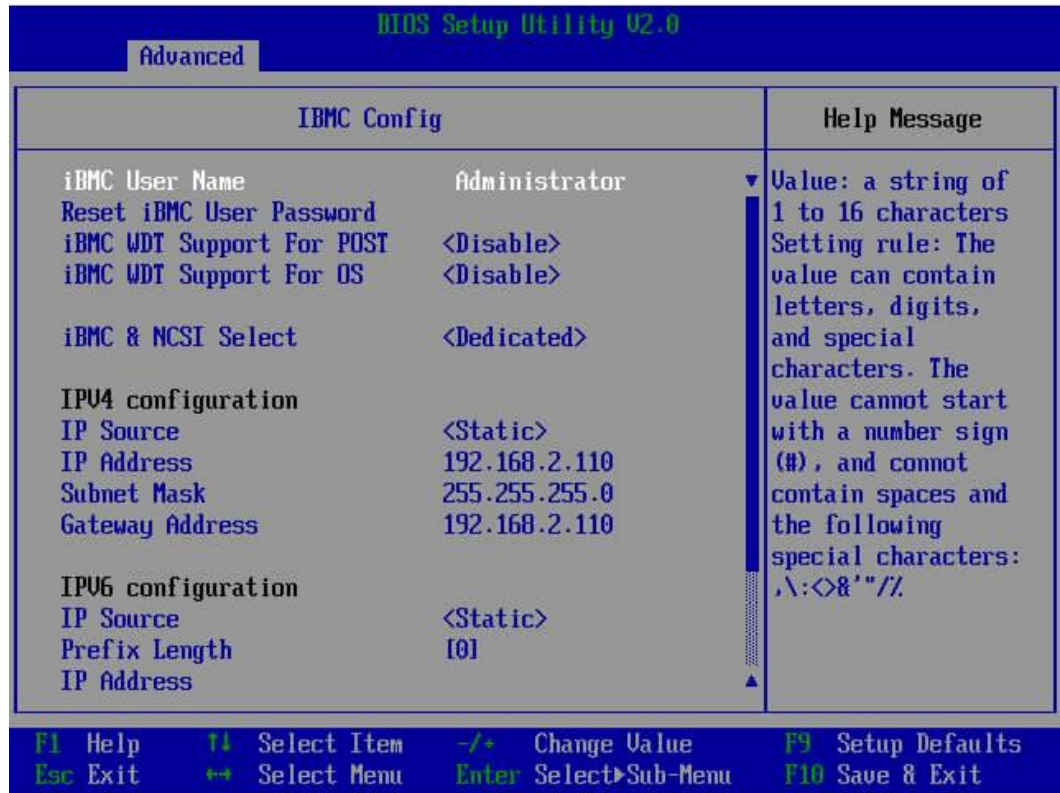 BIOS Setup Utility V2.0
Advanced
IBMC Config
iBMC User Name Administrator
Reset iBMC User Password
iBMC WDT Support For POST <Disable>
iBMC WDT Support For OS <Disable>
iBMC & NCSI Select <Dedicated>
IPV4 configuration
IP Source <Static>
IP Address 192.168.2.110
Subnet Mask 255.255.255.0
Gateway Address 192.168.2.110
IPV6 configuration
IP Source <Static>
Prefix Length [0]
IP Address
Help Message
Value: a string of
1 to 16 characters
Setting rule: The
value can contain
letters, digits,
and special
characters. The
value cannot start
with a number sign
(#), and connot
contain spaces and
the following
special characters:
,\:<>&'"/%
F1 Help ↑↓ Select Item -/+ Change Value F9 Setup Defaults
Esc Exit ←→ Select Menu Enter Select▶Sub-Menu F10 Save & Exit